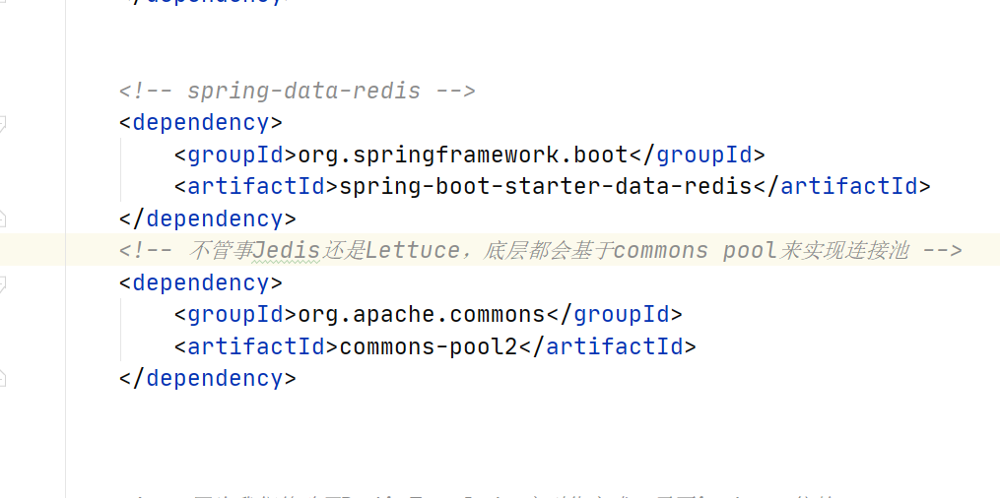 <!-- spring-data-redis -->
<dependency>
<groupId>org.springframework.boot</groupId>
<artifactId>spring-boot-starter-data-redis</artifactId>
</dependency>
<!-- 不管事Jedis还是Lettuce，底层都会基于commons pool来实现连接池 -->
<dependency>
<groupId>org.apache.commons</groupId>
<artifactId>commons-pool2</artifactId>
</dependency>